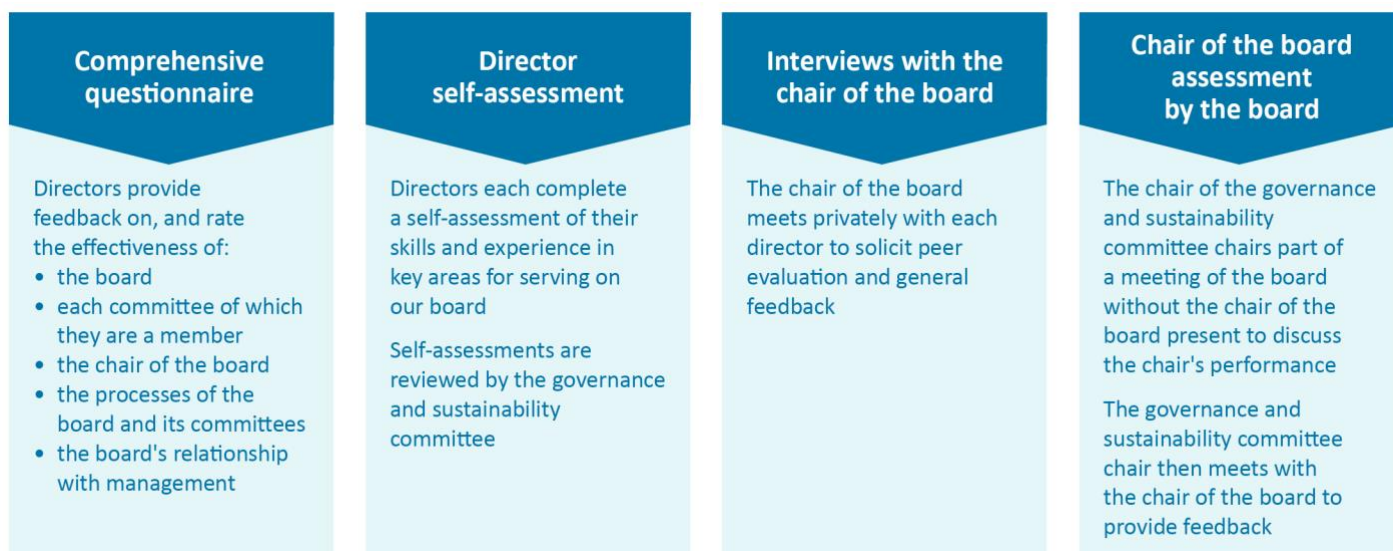 Comprehensive
questionnaire
Directors provide
feedback on, and rate
the effectiveness of:
• the board
• each committee of which
they are a member
• the chair of the board
• the processes of the
board and its committees
• the board's relationship
with management
Director
self-assessment
Directors each complete
a self-assessment of their
skills and experience in
key areas for serving on
our board
Self-assessments are
reviewed by the governance
and sustainability
committee
Interviews with the
chair of the board
The chair of the board
meets privately with each
director to solicit peer
evaluation and general
feedback
Chair of the board
assessment
by the board
The chair of the governance
and sustainability
committee chairs part of
a meeting of the board
without the chair of the
board present to discuss
the chair's performance
The governance and
sustainability committee
chair then meets with
the chair of the board to
provide feedback